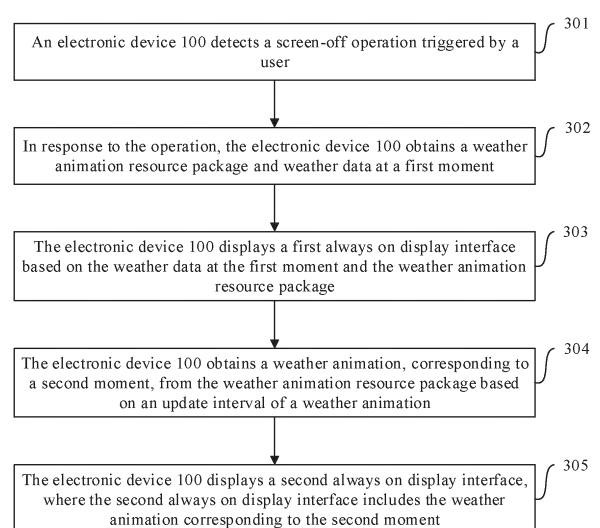 301
An electronic device 100 detects a screen-off operation triggered by a
user
302
In response to the operation, the electronic device 100 obtains a weather
animation resource package and weather data at a first moment
303
The electronic device 100 displays a first always on display interface
based on the weather data at the first moment and the weather animation
resource package
304
The electronic device 100 obtains a weather animation, corresponding to
a second moment, from the weather animation resource package based
on an update interval of a weather animation
305
The electronic device 100 displays a second always on display interface,
where the second always on display interface includes the weather
animation corresponding to the second moment